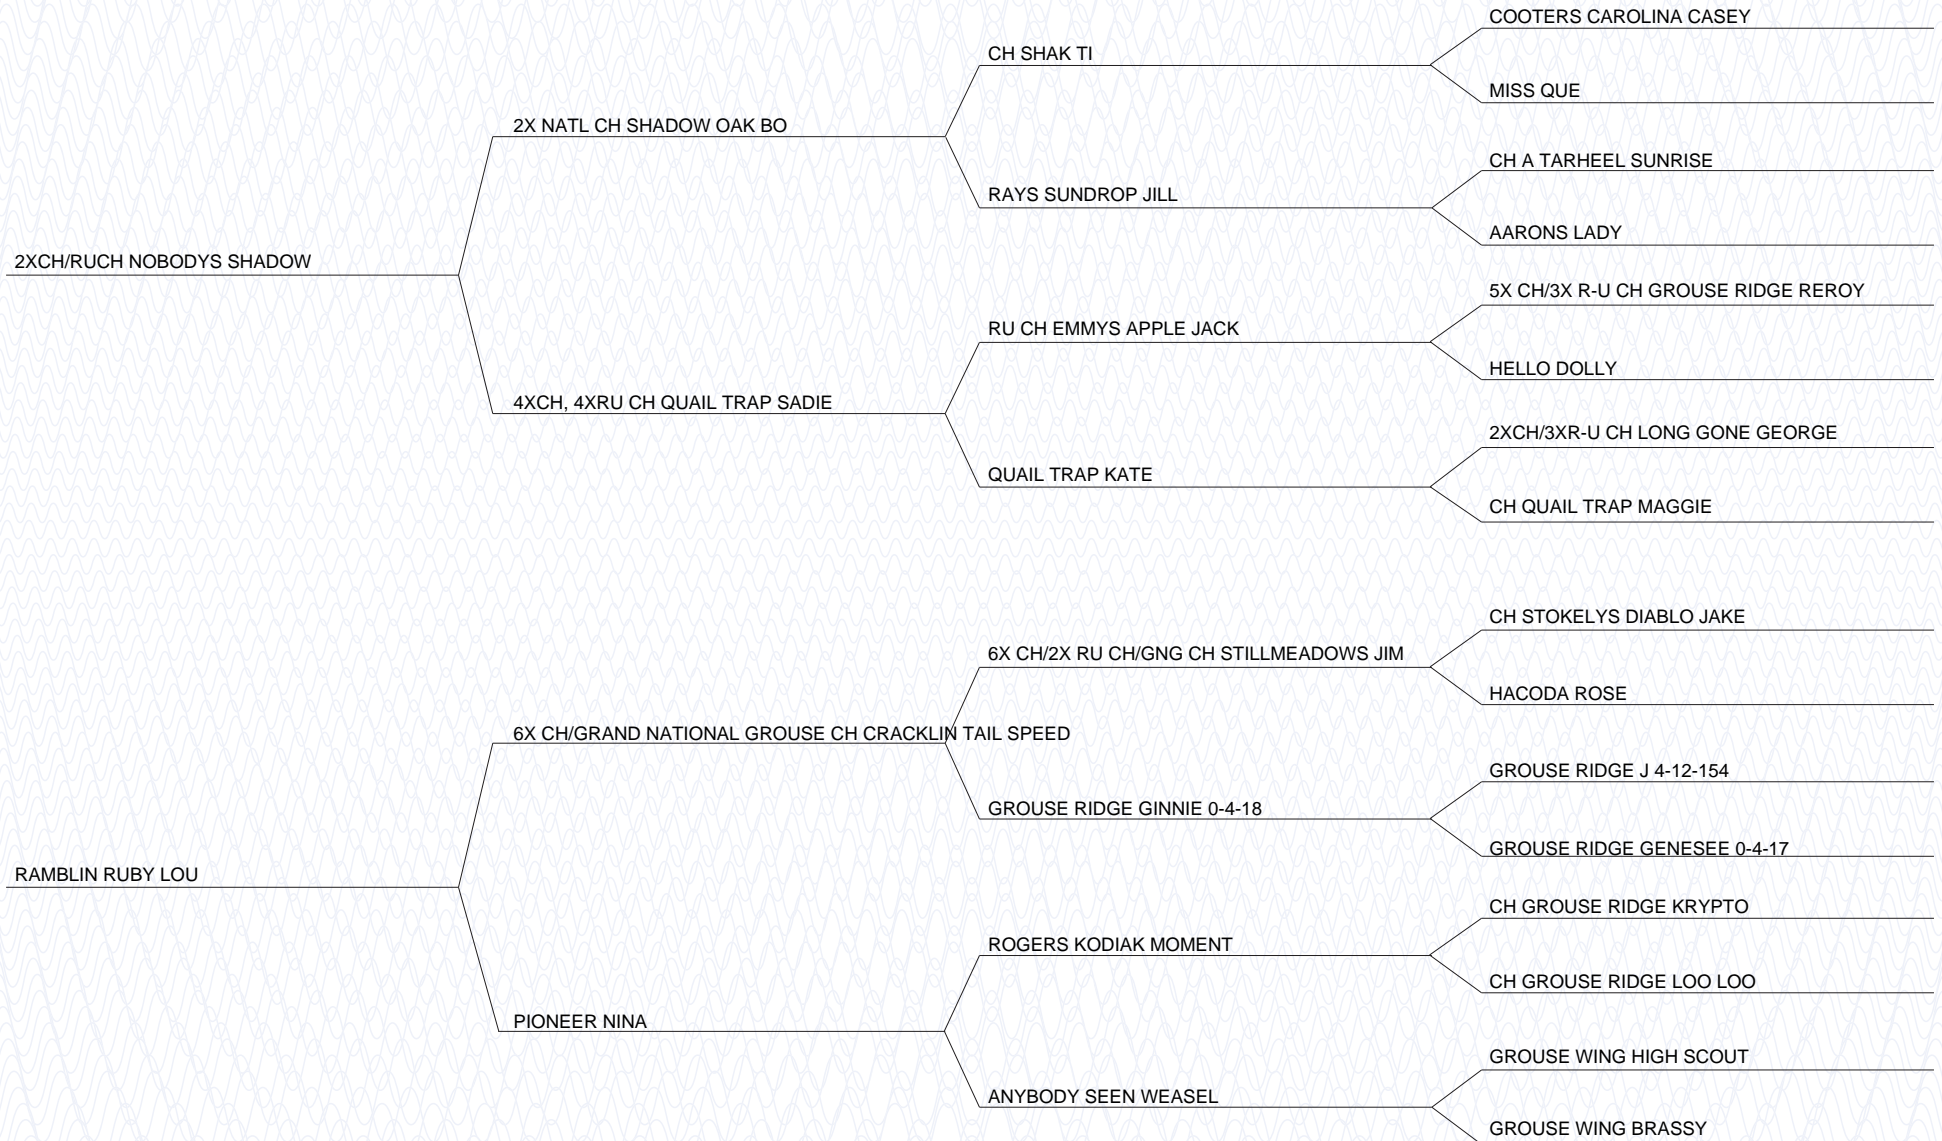 COOTERS CAROLINA CASEY
CH SHAK TI
MISS QUE
2X NATL CH SHADOW OAK BO
CH A TARHEEL SUNRISE
RAYS SUNDROP JILL
AARONS LADY
2XCH/RUCH NOBODYS SHADOW
5X CH/3X R-U CH GROUSE RIDGE REROY
RU CH EMMYS APPLE JACK
HELLO DOLLY
4XCH, 4XRU CH QUAIL TRAP SADIE
2XCH/3XR-U CH LONG GONE GEORGE
QUAIL TRAP KATE
CH QUAIL TRAP MAGGIE
CH STOKELYS DIABLO JAKE
6X CH/2X RU CH/GNG CH STILLMEADOWS JIM
HACODA ROSE
6X CH/GRAND NATIONAL GROUSE CH CRACKLIN TAIL SPEED
GROUSE RIDGE J 4-12-154
GROUSE RIDGE GINNIE 0-4-18
GROUSE RIDGE GENESEE 0-4-17
RAMBLIN RUBY LOU
CH GROUSE RIDGE KRYPTO
ROGERS KODIAK MOMENT
CH GROUSE RIDGE LOO LOO
PIONEER NINA
GROUSE WING HIGH SCOUT
ANYBODY SEEN WEASEL
GROUSE WING BRASSY